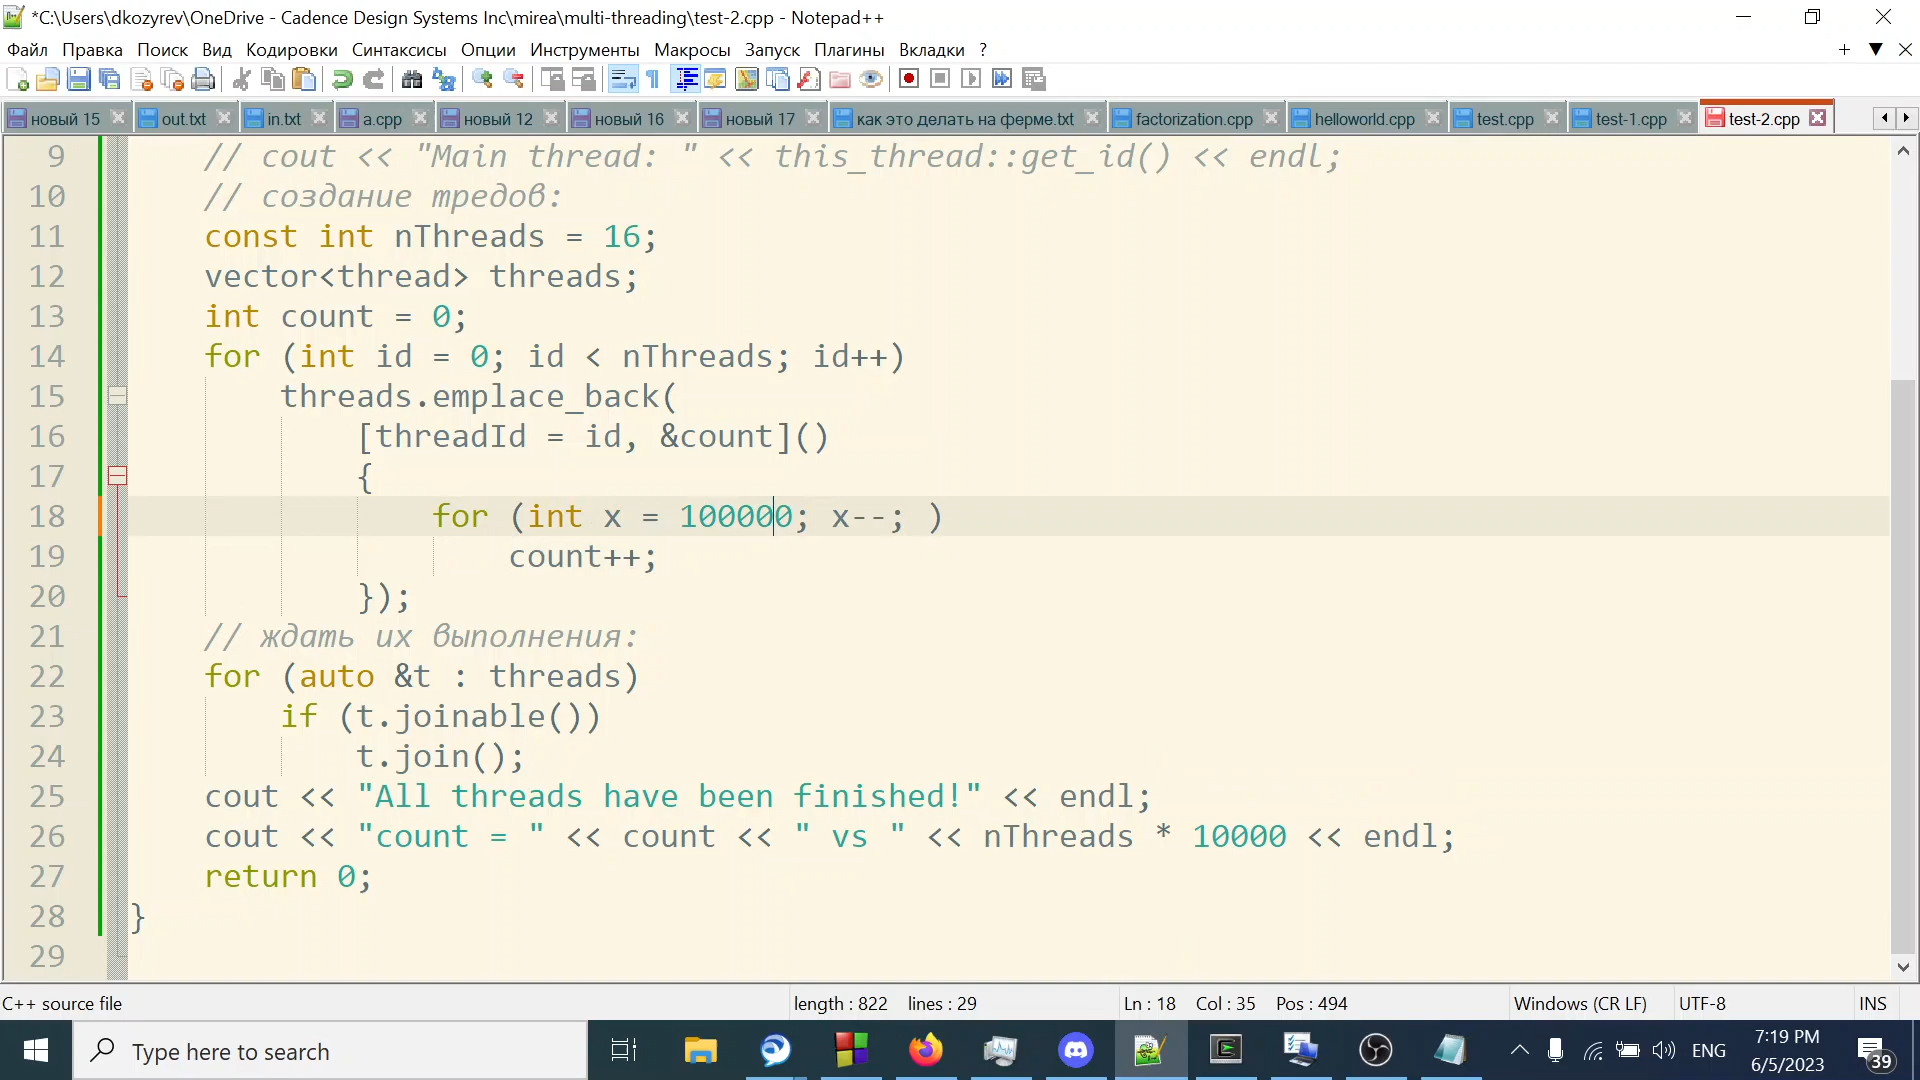 *C:\Users\dkozyrev\OneDrive - Cadence Design Systems Inc\mirea\multi-threading\test-2.cpp - Notepad++
Файл Правка Поиск Вид Кодировки Синтаксисы Опции Инструменты Макросы Запуск Плагины Вкладки ?
новый 15 out.txt in.txt a.cpp новый 12 новый 16 новый 17 как это делать на ферме.txt factorization.cpp helloworld.cpp test.cpp test-1.cpp test-2.cpp
9 // cout << "Main thread: " << this_thread::get_id() << endl;
10 // создание тредов:
11 const int nThreads = 16;
12 vector<thread> threads;
13 int count = 0;
14 for (int id = 0; id < nThreads; id++)
15 threads.emplace_back(
16 [threadId = id, &count]()
17 {
18 for (int x = 100000; x--; )
19 count++;
20 });
21 // ждать их выполнения:
22 for (auto &t : threads)
23 if (t.joinable())
24 t.join();
25 cout << "All threads have been finished!" << endl;
26 cout << "count = " << count << " vs " << nThreads * 10000 << endl;
27 return 0;
28 }
29
C++ source file length : 822 lines : 29 Ln : 18 Col : 35 Pos : 494 Windows (CR LF) UTF-8 INS
Type here to search ENG 7:19 PM
6/5/2023 39